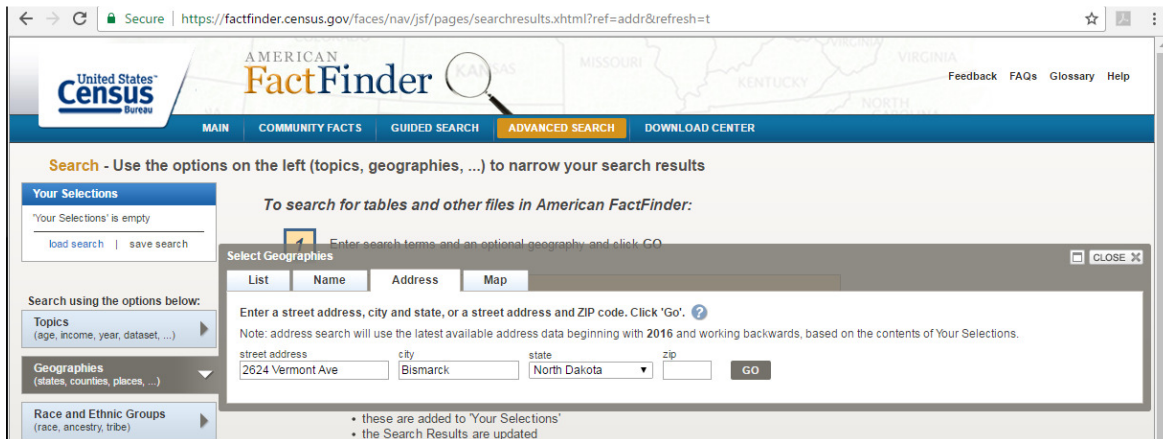 Secure | https://factfinder.census.gov/faces/nav/jsf/pages/searchresults.xhtml?ref=addr&refresh=t
United States™
Census
Bureau
AMERICAN
FactFinder
KANSAS
MISSOURI
KENTUCKY
VIRGINIA
VIRGINIA
NORTH
Feedback FAQs Glossary Help
MAIN COMMUNITY FACTS GUIDED SEARCH ADVANCED SEARCH DOWNLOAD CENTER
Search - Use the options on the left (topics, geographies, ...) to narrow your search results
Your Selections
'Your Selections' is empty
load search | save search
To search for tables and other files in American FactFinder:
1 Enter search terms and an optional geography and click GO
Select Geographies
CLOSE X
List Name Address Map
Enter a street address, city and state, or a street address and ZIP code. Click 'Go'. ?
Note: address search will use the latest available address data beginning with 2016 and working backwards, based on the contents of Your Selections.
street address city state zip
2624 Vermont Ave Bismarck North Dakota GO
Search using the options below:
Topics
(age, income, year, dataset, ...)
Geographies
(states, counties, places, ...)
Race and Ethnic Groups
(race, ancestry, tribe)
• these are added to 'Your Selections'
• the Search Results are updated